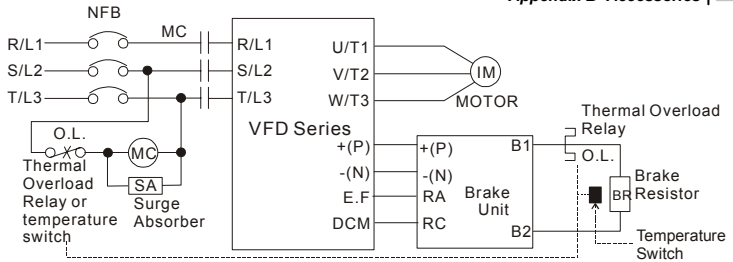 Appendix B Accessories |
NFB
MC
R/L1
R/L1
U/T1
S/L2
S/L2
V/T2
IM
T/L3
T/L3
W/T3
MOTOR
VFD Series
Thermal Overload
Relay
O.L.
O.L.
MC
+(P)
+(P)
B1
Thermal
Overload
Relay or
temperature
switch
SA
Surge
Absorber
-(N)
-(N)
E.F
RA
Brake
Unit
BR
Brake
Resistor
DCM
RC
B2
Temperature
Switch